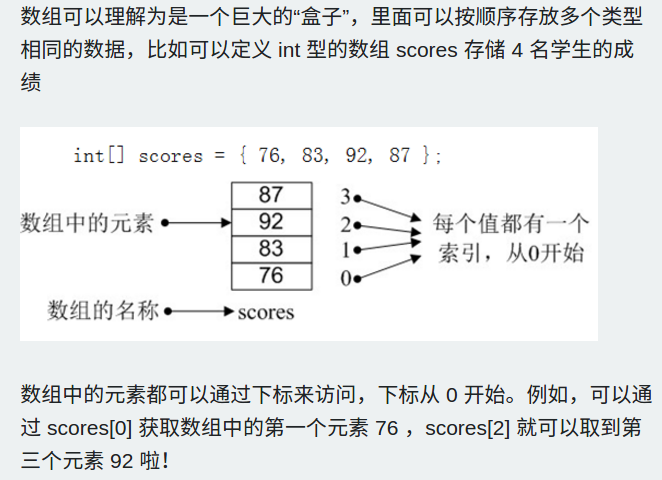 数组可以理解为是一个巨大的“盒子”，里面可以按顺序存放多个类型
相同的数据，比如可以定义 int 型的数组 scores 存储 4 名学生的成
绩
int[] scores = { 76, 83, 92, 87 };
87
3
数组中的元素
92
2
每个值都有一个
83
1
索引，从0开始
76
0
数组的名称
scores
数组中的元素都可以通过下标来访问，下标从 0 开始。例如，可以通
过 scores[0] 获取数组中的第一个元素 76 ，scores[2] 就可以取到第
三个元素 92 啦！